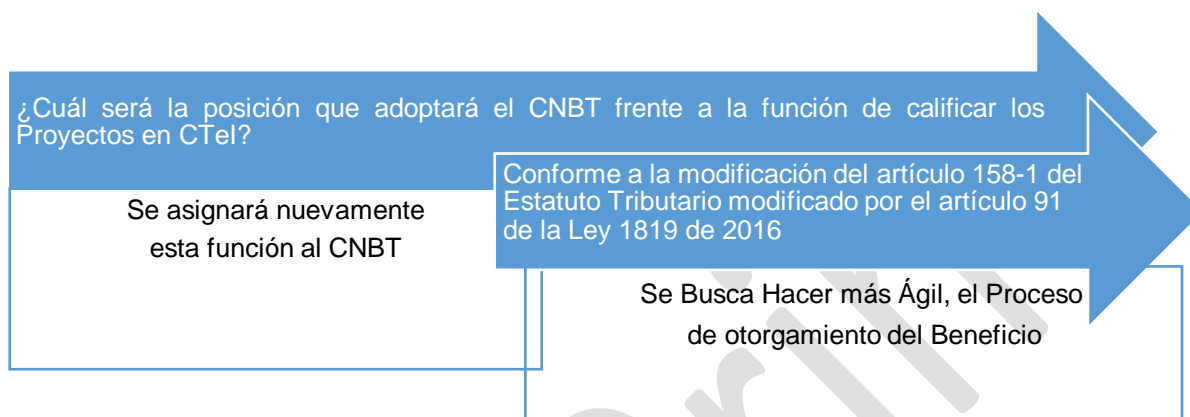 ¿Cuál será la posición que adoptará el CNBT frente a la función de calificar los
Proyectos en CTeI?
Se asignará nuevamente
esta función al CNBT
Conforme a la modificación del artículo 158-1 del
Estatuto Tributario modificado por el artículo 91
de la Ley 1819 de 2016
Se Busca Hacer más Ágil, el Proceso
de otorgamiento del Beneficio